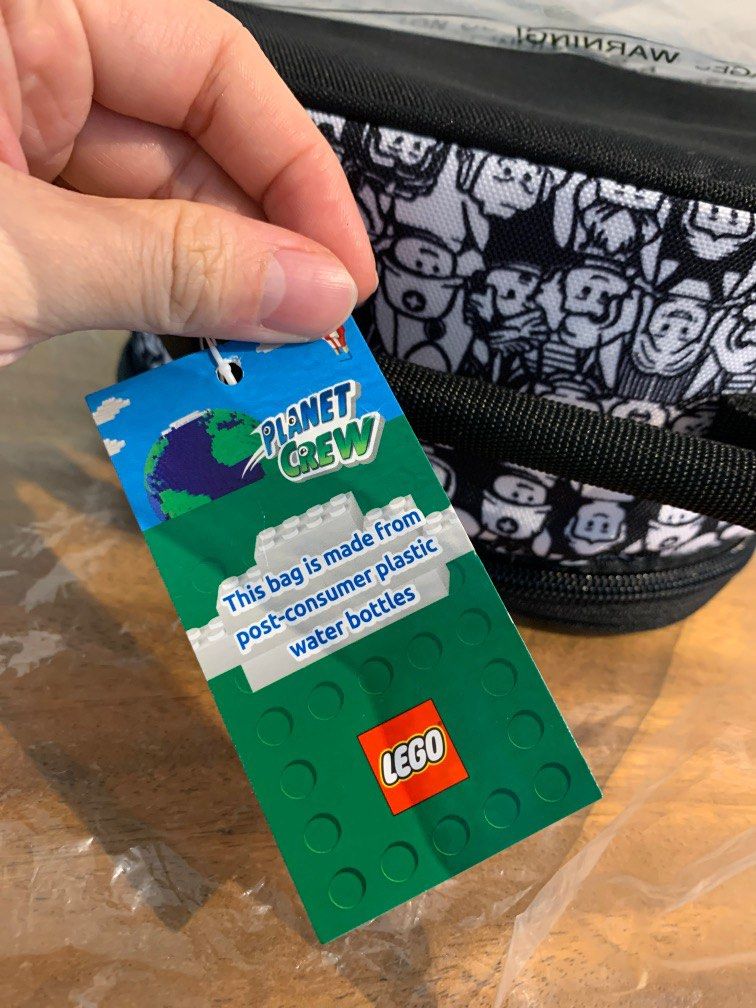 WARNING!
PLANET
CREW
This bag is made from
post-consumer plastic
water bottles
LEGO